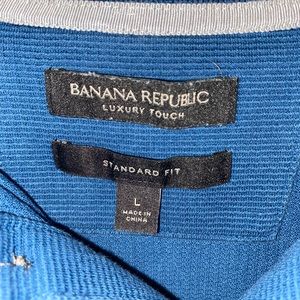 BANANA REPUBLIC
LUXURY TOUCH
STANDARD FIT
L
MADE IN
CHINA